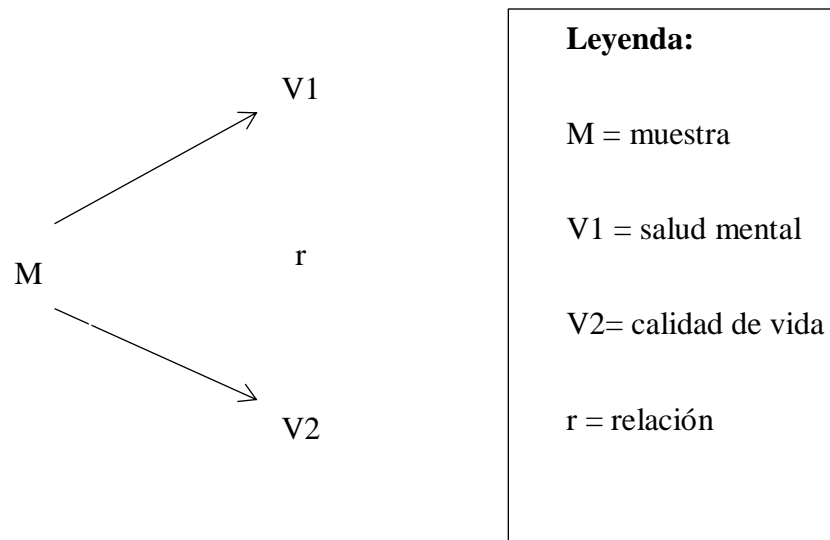 V1
r
M
V2
Leyenda:
M = muestra
V1 = salud mental
V2= calidad de vida
r = relación